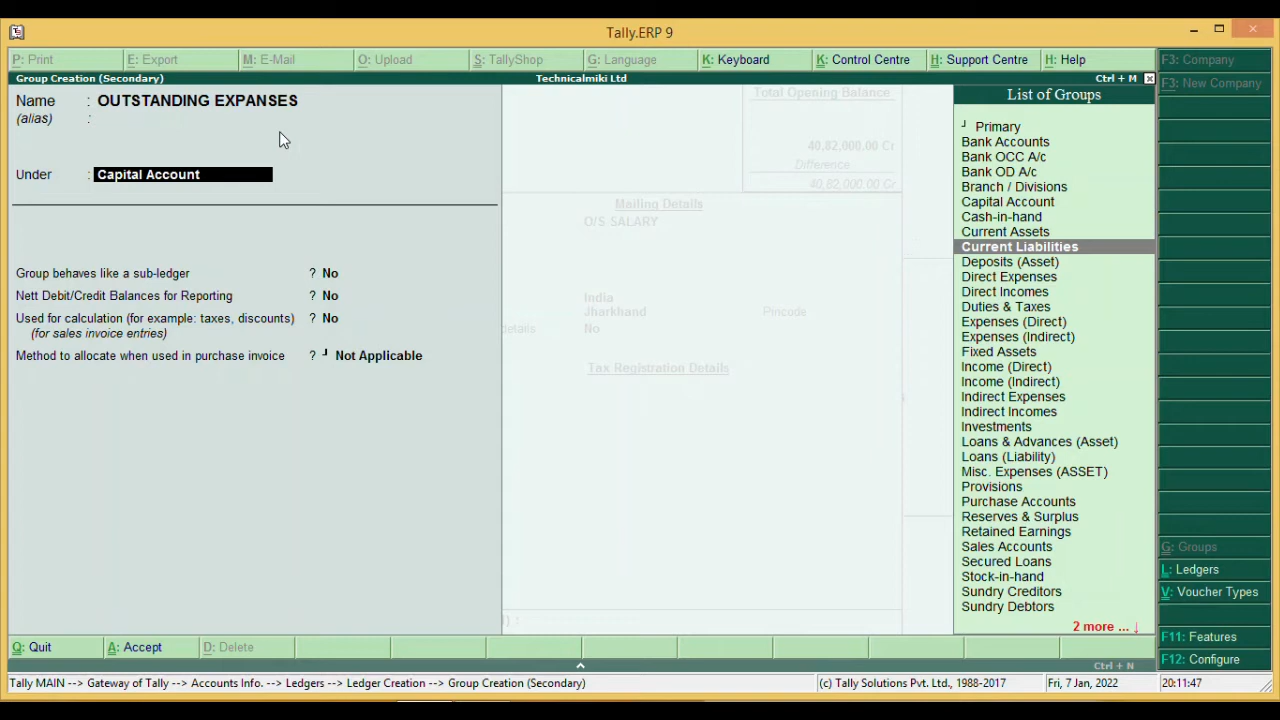 Tally.ERP 9
P: Print E: Export M: E-Mail O: Upload S: TallyShop G: Language K: Keyboard K: Control Centre H: Support Centre H: Help
F3: Company
F3: New Company
Group Creation (Secondary) Technicalmiki Ltd Ctrl + M
Name : OUTSTANDING EXPANSES
(alias) :
Under : Capital Account
Group behaves like a sub-ledger ? No
Nett Debit/Credit Balances for Reporting ? No
Used for calculation (for example: taxes, discounts) ? No
(for sales invoice entries)
Method to allocate when used in purchase invoice ? Not Applicable
Total Opening Balance
40,82,000.00 Cr
Difference
40,82,000.00 Cr
Mailing Details
O/S SALARY
India
Jharkhand Pincode
details No
Tax Registration Details
List of Groups
Primary
Bank Accounts
Bank OCC A/c
Bank OD A/c
Branch / Divisions
Capital Account
Cash-in-hand
Current Assets
Current Liabilities
Deposits (Asset)
Direct Expenses
Direct Incomes
Duties & Taxes
Expenses (Direct)
Expenses (Indirect)
Fixed Assets
Income (Direct)
Income (Indirect)
Indirect Expenses
Indirect Incomes
Investments
Loans & Advances (Asset)
Loans (Liability)
Misc. Expenses (ASSET)
Provisions
Purchase Accounts
Reserves & Surplus
Retained Earnings
Sales Accounts
Secured Loans
Stock-in-hand
Sundry Creditors
Sundry Debtors
2 more ... ↓
G: Groups
L: Ledgers
V: Voucher Types
F11: Features
F12: Configure
Q: Quit A: Accept D: Delete
Ctrl + N
Tally MAIN --> Gateway of Tally --> Accounts Info. --> Ledgers --> Ledger Creation --> Group Creation (Secondary) (c) Tally Solutions Pvt. Ltd., 1988-2017 Fri, 7 Jan, 2022 20:11:47